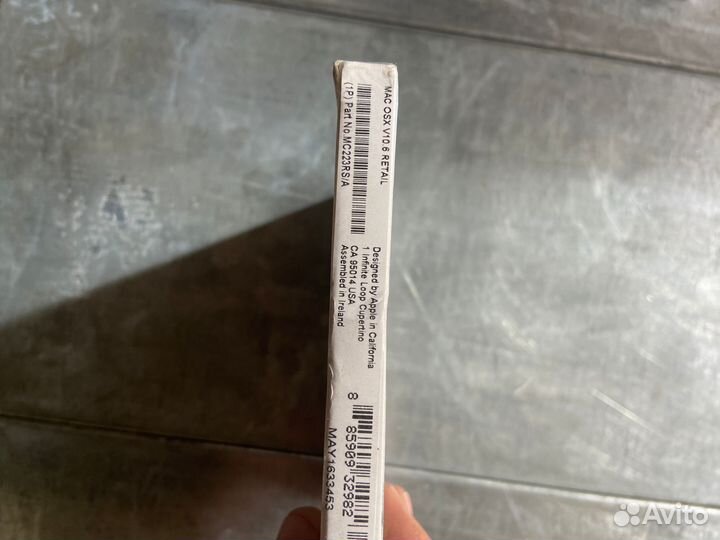 MAC OSX V10.6 RETAIL
(1P) Part No.MC223RS/A
Designed by Apple in California
1 Infinite Loop Cupertino
CA 95014 USA
Assembled in Ireland
8 85909 32982
MAY1633453
Avito